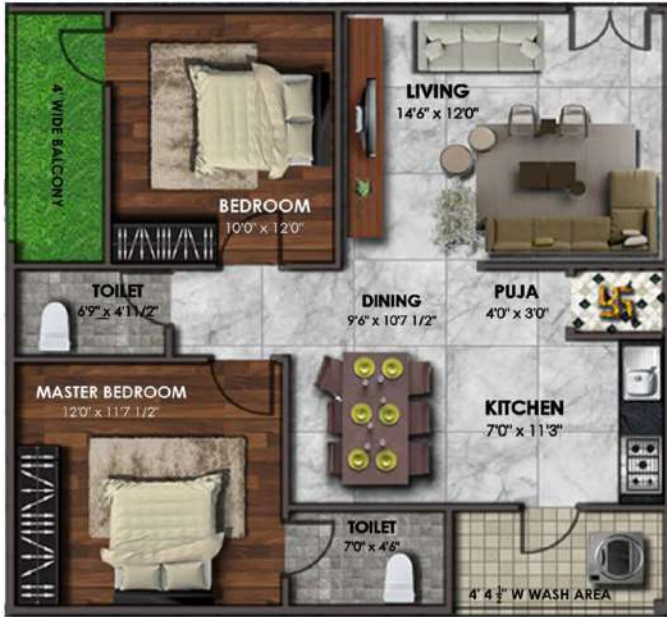 LIVING
14'6" x 12'0"
4' WIDE BALCONY
BEDROOM
10'0" x 12'0"
TOILET
6'9" x 4'11/2"
DINING
9'6" x 10'7 1/2"
PUJA
4'0" x 3'0"
MASTER BEDROOM
12'0" x 11'7 1/2"
KITCHEN
7'0" x 11'3"
TOILET
7'0" x 4'6"
4' 4 ½" W WASH AREA